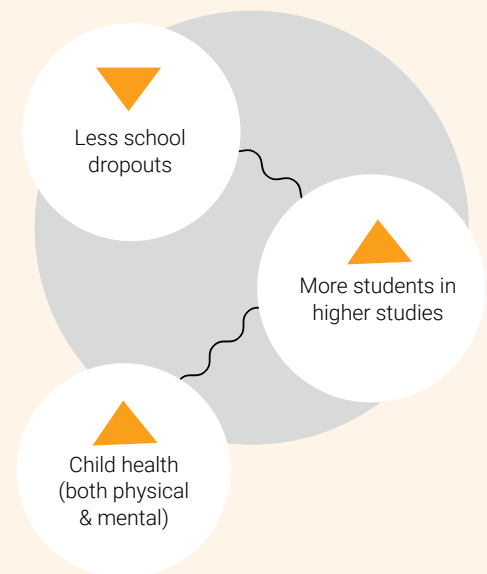 Less school
dropouts
More students in
higher studies
Child health
(both physical
& mental)